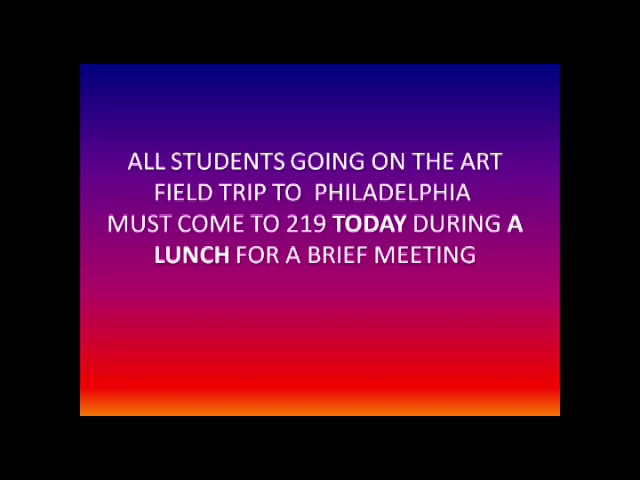 ALL STUDENTS GOING ON THE ART
FIELD TRIP TO PHILADELPHIA
MUST COME TO 219 TODAY DURING A
LUNCH FOR A BRIEF MEETING